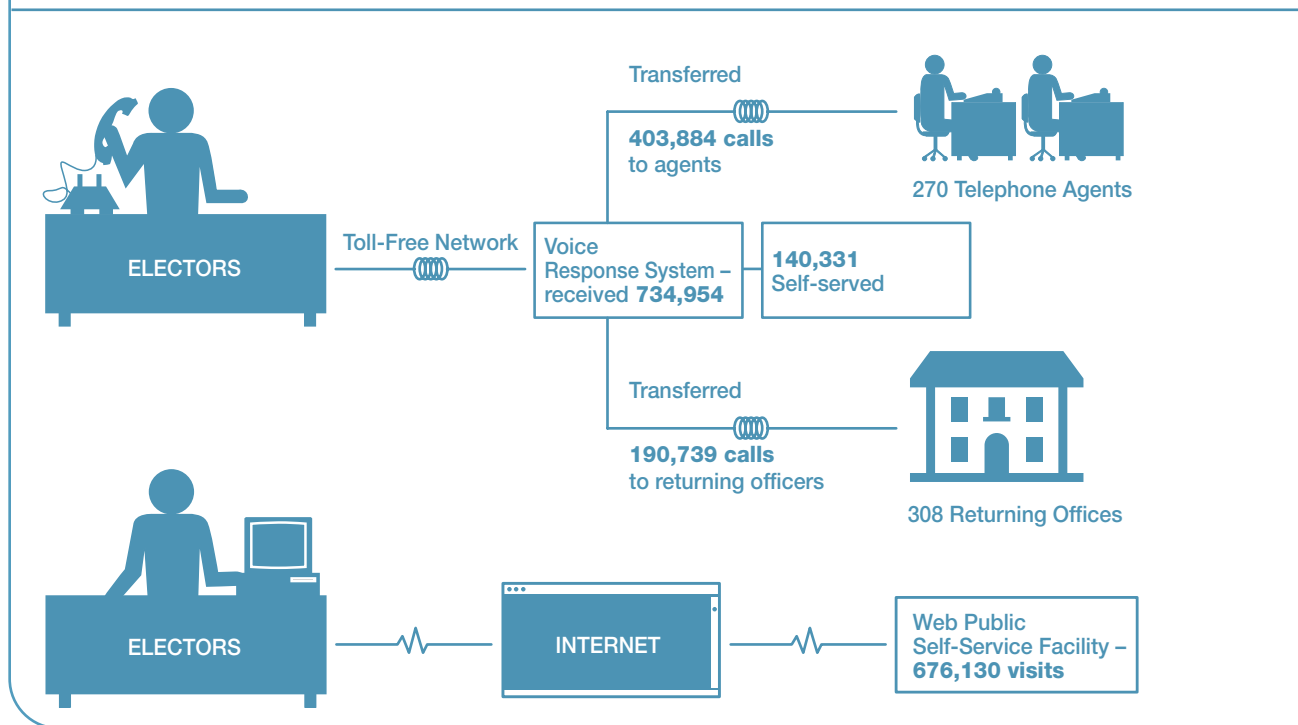 Transferred
403,884 calls
to agents
270 Telephone Agents
ELECTORS
Toll-Free Network
Voice
Response System –
received 734,954
140,331
Self-served
Transferred
190,739 calls
to returning officers
308 Returning Offices
ELECTORS
INTERNET
Web Public
Self-Service Facility –
676,130 visits